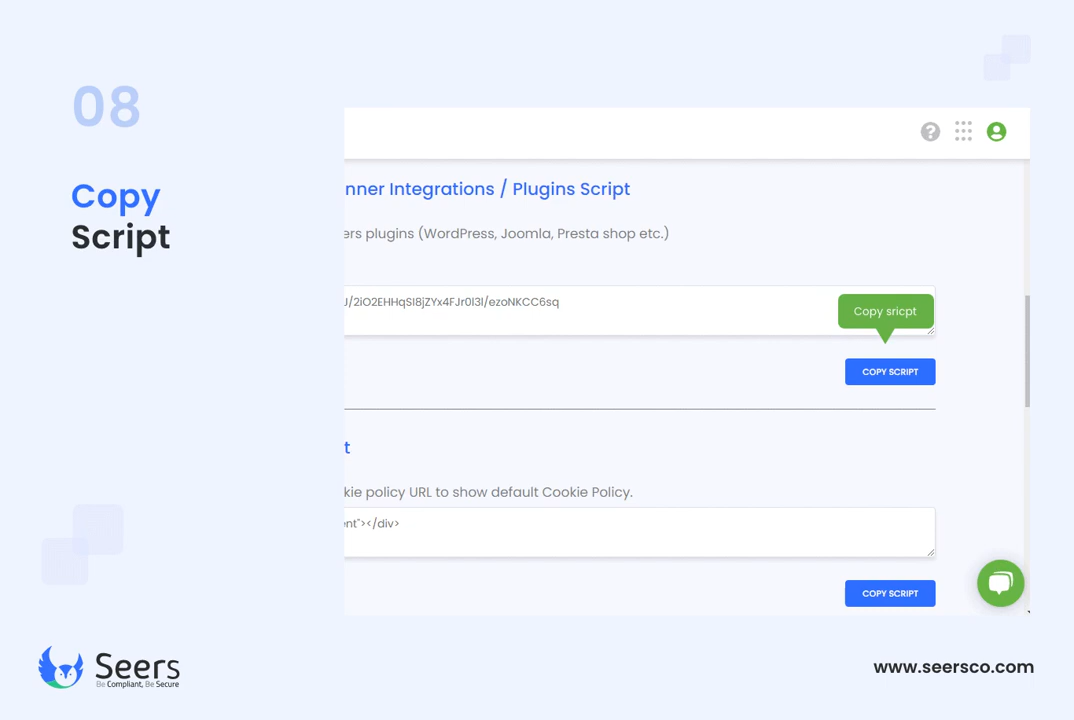 08
Copy
Script
nner Integrations / Plugins Script
ers plugins (WordPress, Joomla, Presta shop etc.)
J/2iO2EHHqSI8jZYx4FJr0I3l/ezoNKCC6sq
Copy sricpt
COPY SCRIPT
t
kie policy URL to show default Cookie Policy.
ent"></div>
COPY SCRIPT
Seers
Be Compliant, Be Secure
www.seersco.com